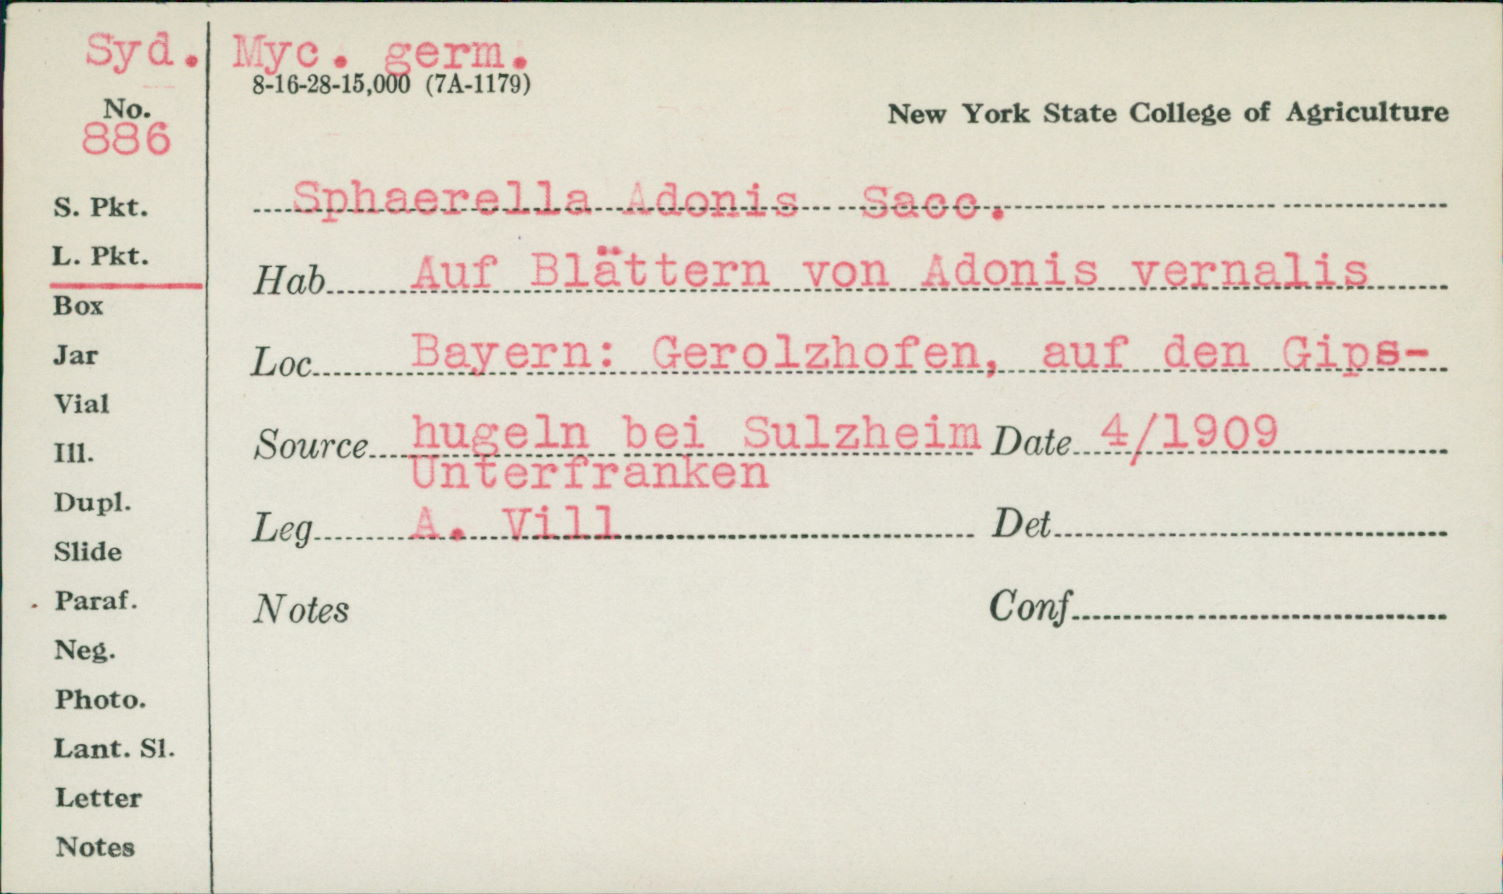 Syd. Myc. germ.
8-16-28-15,000 (7A-1179)
New York State College of Agriculture
No.
886
Sphaerella Adonis Sacc.
Hab Auf Blättern von Adonis vernalis
Loc Bayern: Gerolzhofen, auf den Gips-
Source hugeln bei Sulzheim Date 4/1909
Unterfranken
Leg A. Vill Det
Notes Conf
S. Pkt.
L. Pkt.
Box
Jar
Vial
Ill.
Dupl.
Slide
Paraf.
Neg.
Photo.
Lant. Sl.
Letter
Notes